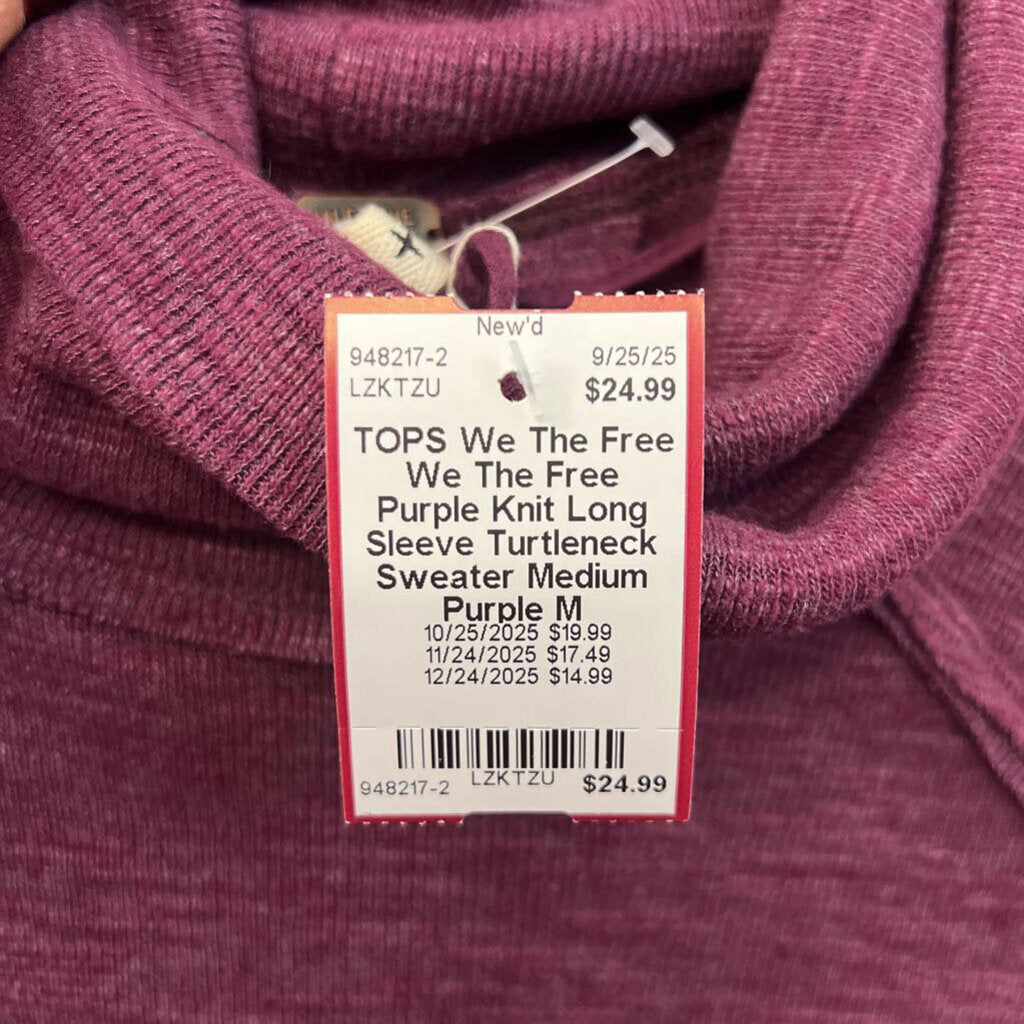 New'd
948217-2 9/25/25
LZKTZU $24.99
TOPS We The Free
We The Free
Purple Knit Long
Sleeve Turtleneck
Sweater Medium
Purple M
10/25/2025 $19.99
11/24/2025 $17.49
12/24/2025 $14.99
948217-2 LZKTZU $24.99